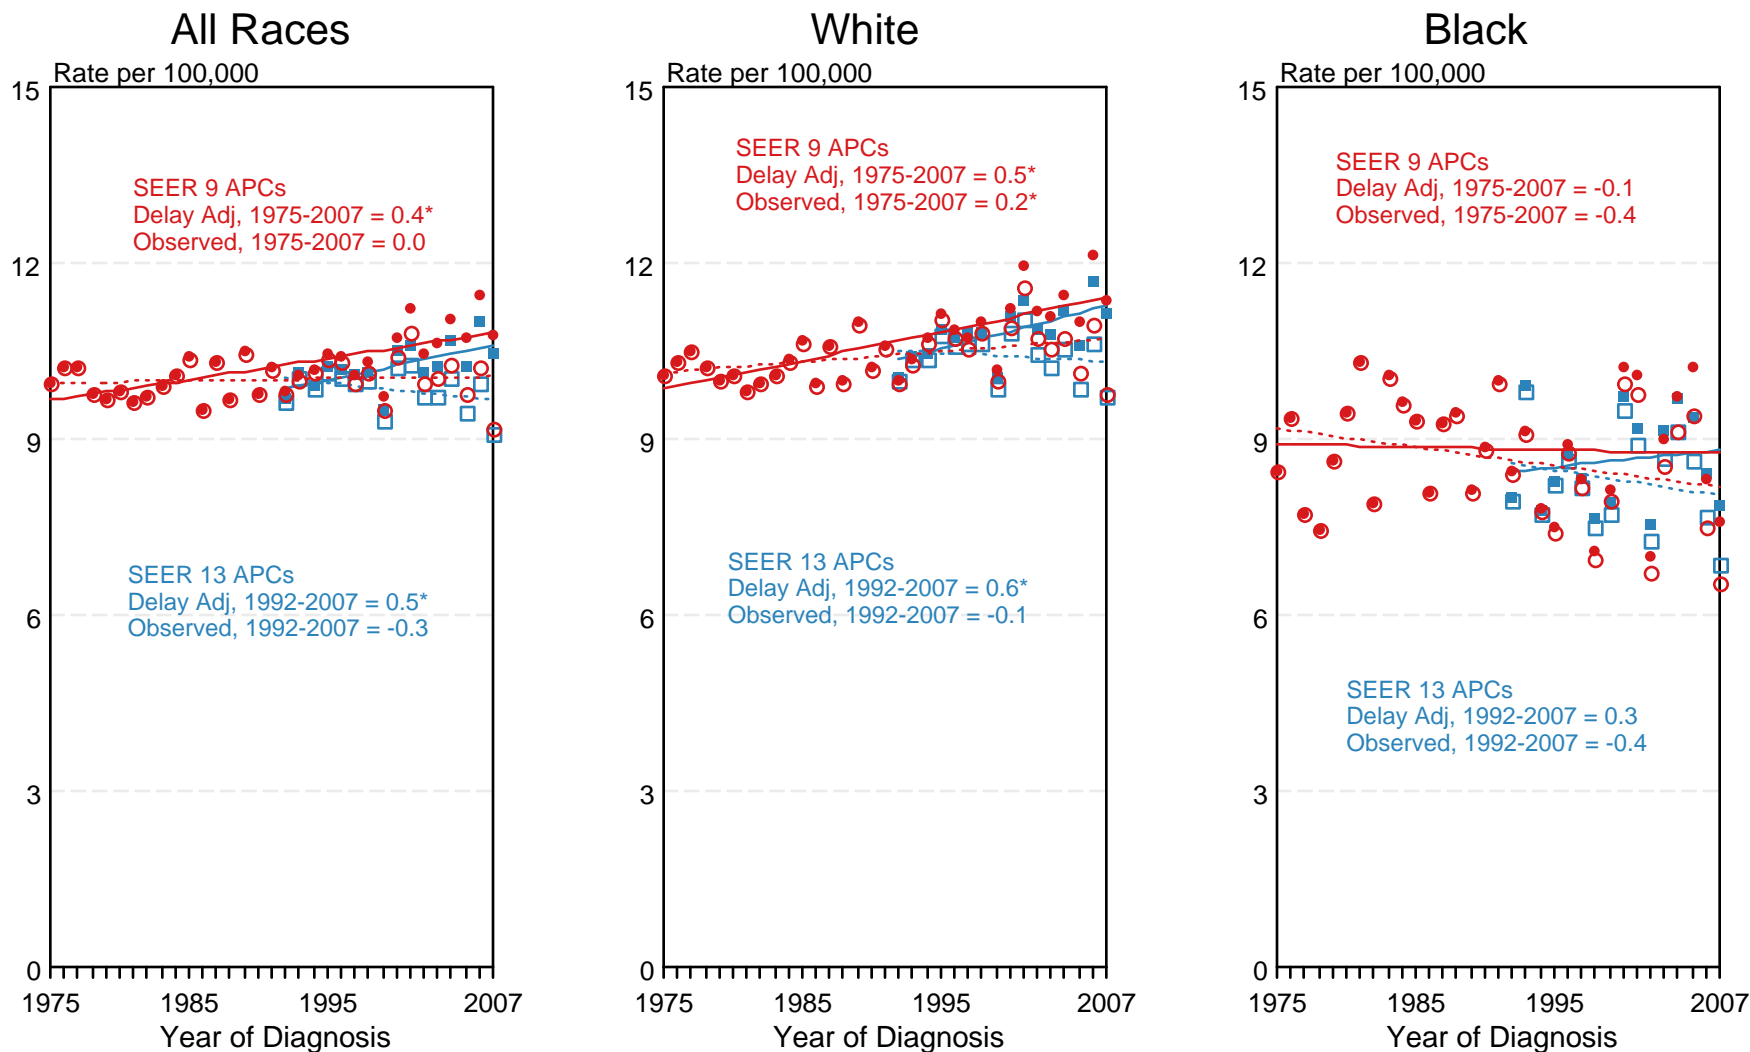 All Races
Rate per 100,000
15
12
9
6
3
0
SEER 9 APCs
Delay Adj, 1975-2007 = 0.4*
Observed, 1975-2007 = 0.0
SEER 13 APCs
Delay Adj, 1992-2007 = 0.5*
Observed, 1992-2007 = -0.3
1975 1985 1995 2007
Year of Diagnosis
White
Rate per 100,000
15
12
9
6
3
0
SEER 9 APCs
Delay Adj, 1975-2007 = 0.5*
Observed, 1975-2007 = 0.2*
SEER 13 APCs
Delay Adj, 1992-2007 = 0.6*
Observed, 1992-2007 = -0.1
1975 1985 1995 2007
Year of Diagnosis
Black
Rate per 100,000
15
12
9
6
3
0
SEER 9 APCs
Delay Adj, 1975-2007 = -0.1
Observed, 1975-2007 = -0.4
SEER 13 APCs
Delay Adj, 1992-2007 = 0.3
Observed, 1992-2007 = -0.4
1975 1985 1995 2007
Year of Diagnosis